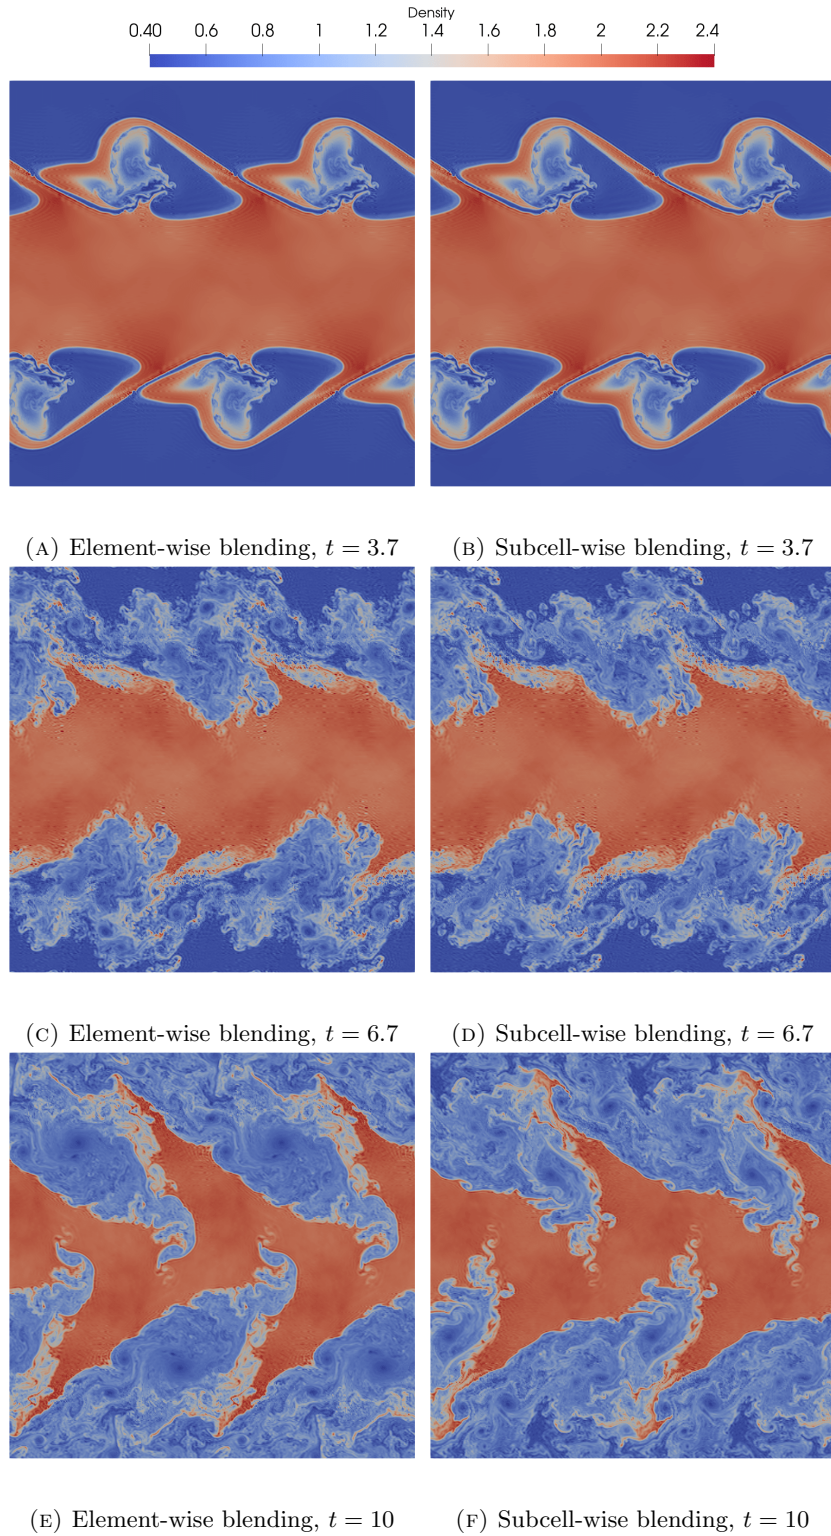 Density
0.40 0.6 0.8 1 1.2 1.4 1.6 1.8 2 2.2 2.4
(A) Element-wise blending, t = 3.7 (B) Subcell-wise blending, t = 3.7
(C) Element-wise blending, t = 6.7 (D) Subcell-wise blending, t = 6.7
(E) Element-wise blending, t = 10 (F) Subcell-wise blending, t = 10